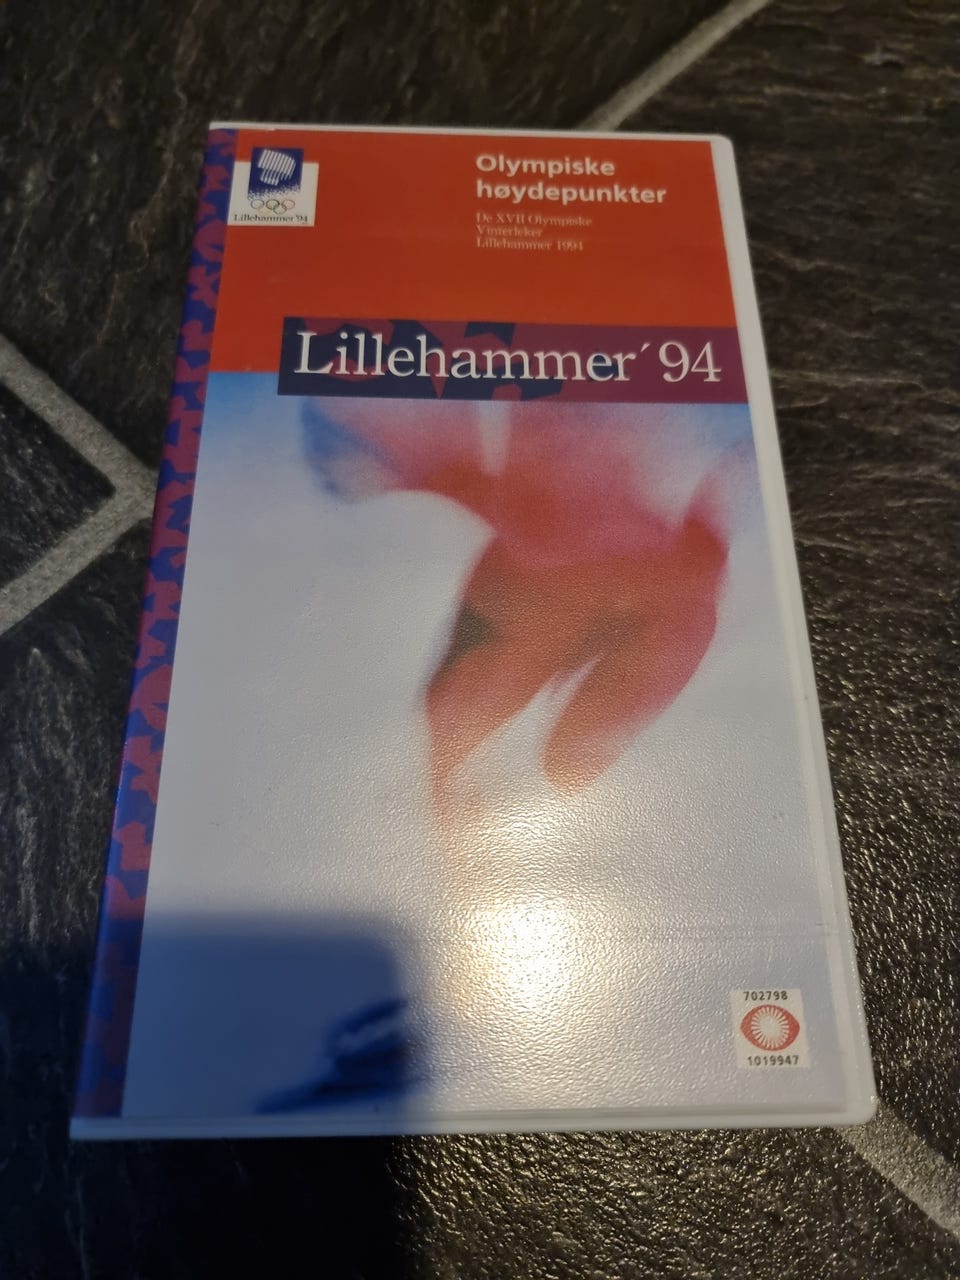 Lillehammer '94
Olympiske
høydepunkter
De XVII Olympiske
Vinterleker
Lillehammer 1994
Lillehammer´94
702798
1019947